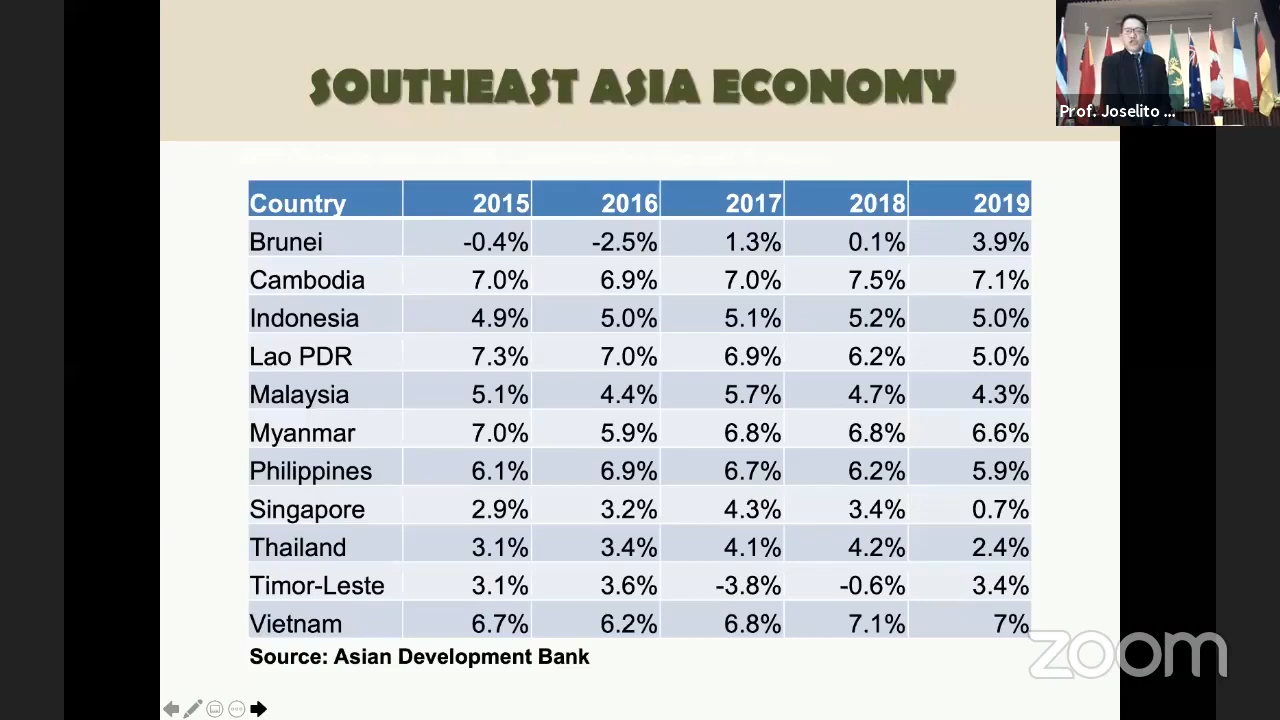 SOUTHEAST ASIA ECONOMY
Prof. Joselito ...
Country 2015 2016 2017 2018 2019
Brunei -0.4% -2.5% 1.3% 0.1% 3.9%
Cambodia 7.0% 6.9% 7.0% 7.5% 7.1%
Indonesia 4.9% 5.0% 5.1% 5.2% 5.0%
Lao PDR 7.3% 7.0% 6.9% 6.2% 5.0%
Malaysia 5.1% 4.4% 5.7% 4.7% 4.3%
Myanmar 7.0% 5.9% 6.8% 6.8% 6.6%
Philippines 6.1% 6.9% 6.7% 6.2% 5.9%
Singapore 2.9% 3.2% 4.3% 3.4% 0.7%
Thailand 3.1% 3.4% 4.1% 4.2% 2.4%
Timor-Leste 3.1% 3.6% -3.8% -0.6% 3.4%
Vietnam 6.7% 6.2% 6.8% 7.1% 7%
Source: Asian Development Bank
zoom